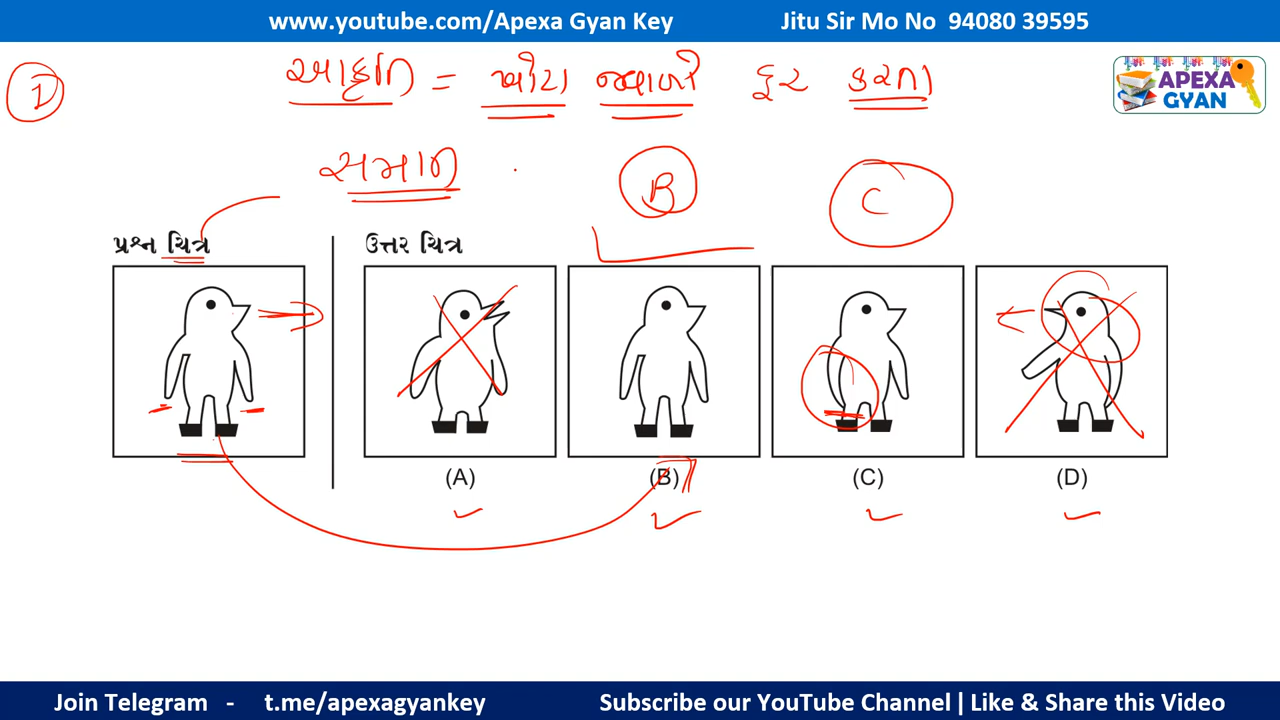 www.youtube.com/Apexa Gyan Key Jitu Sir Mo No 94080 39595
1
આકૃતિ = ખોટા જવાબો દૂર કરતા
APEXA
GYAN
સમાન B C
પ્રશ્ન ચિત્ર ઉત્તર ચિત્ર
(A) (B) (C) (D)
Join Telegram - t.me/apexagyankey Subscribe our YouTube Channel | Like & Share this Video